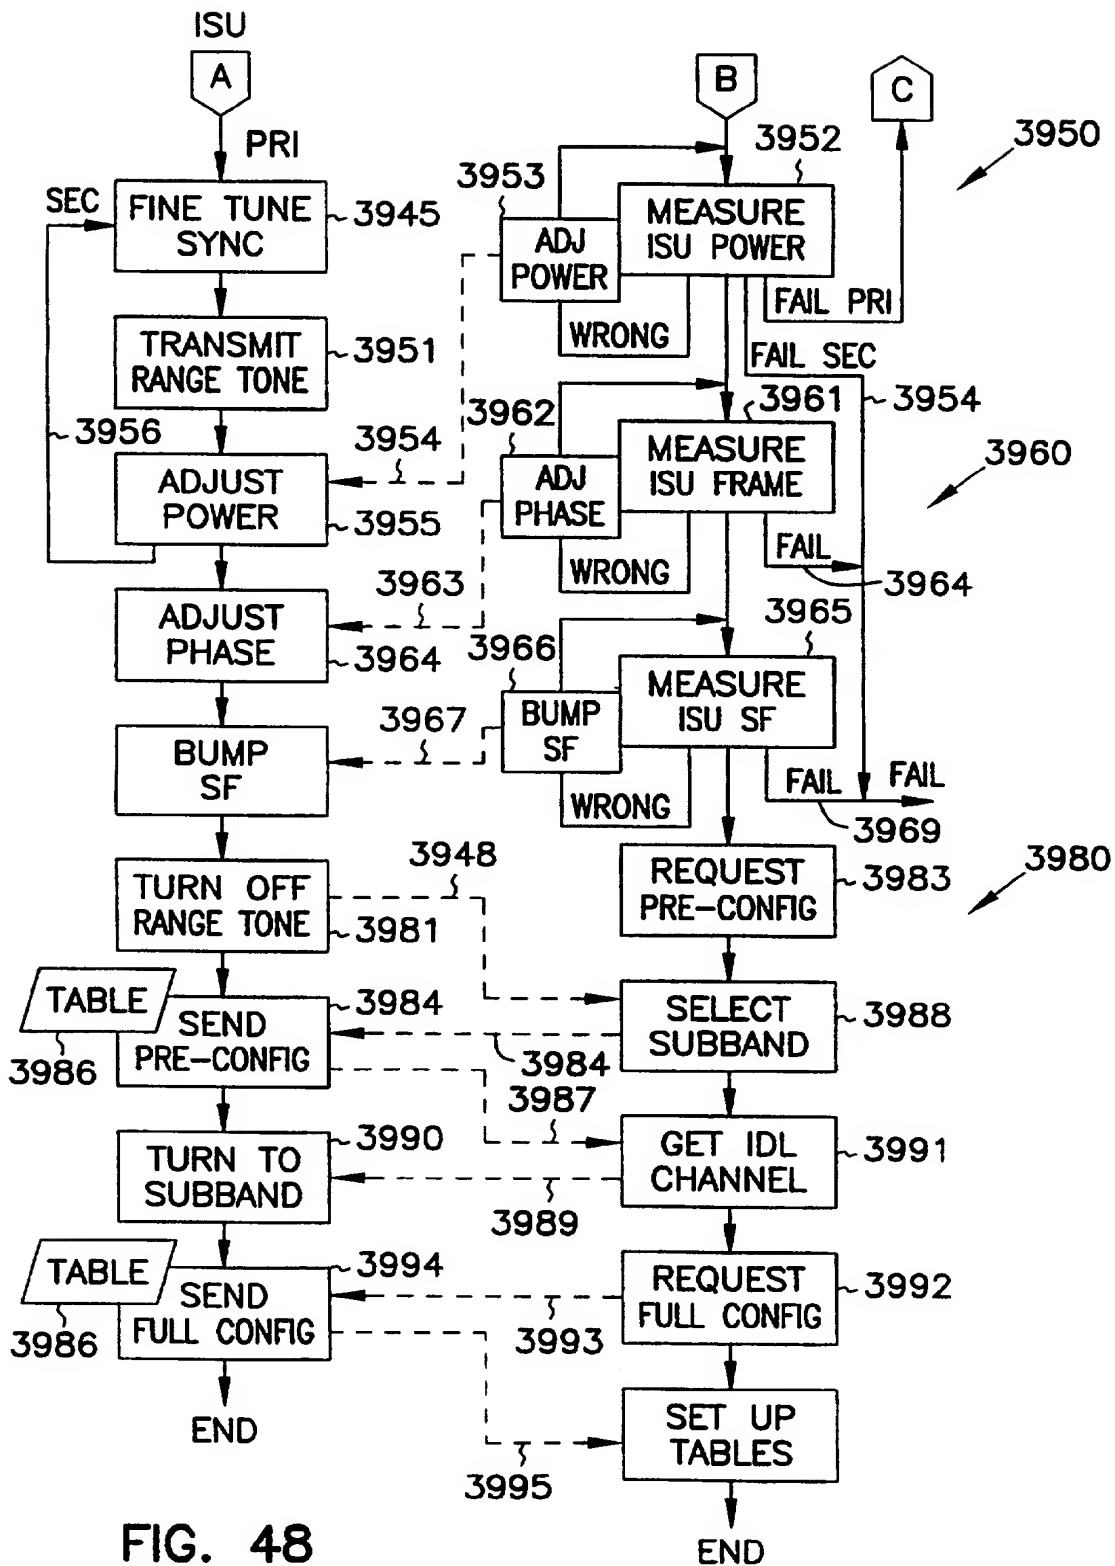 ISU
A
B
C
PRI
3950
3952
3953
SEC
FINE TUNE
SYNC
3945
MEASURE
ISU POWER
ADJ
POWER
FAIL PRI
WRONG
TRANSMIT
RANGE TONE
3951
FAIL SEC
3961
3954
3962
3956
3954
3960
ADJUST
POWER
3955
MEASURE
ISU FRAME
ADJ
PHASE
FAIL
WRONG
3964
3963
3965
ADJUST
PHASE
3964
3966
MEASURE
ISU SF
BUMP
SF
3967
BUMP
SF
FAIL
FAIL
WRONG
3969
3948
3980
TURN OFF
RANGE TONE
3981
REQUEST
PRE-CONFIG
3983
TABLE
3986
3984
SEND
PRE-CONFIG
3984
SELECT
SUBBAND
3988
3987
3990
TURN TO
SUBBAND
GET IDL
CHANNEL
3991
3989
TABLE
3986
3994
SEND
FULL CONFIG
REQUEST
FULL CONFIG
3992
3993
END
SET UP
TABLES
3995
END
FIG. 48